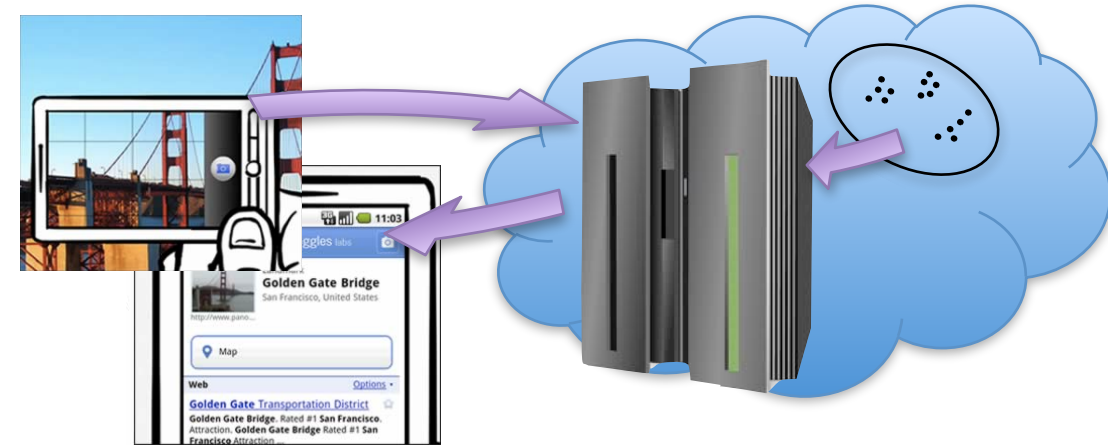 3G
11:03
ggles labs
Golden Gate Bridge
San Francisco, United States
http://www.pano-...
Map
Web Options
Golden Gate Transportation District
Golden Gate Bridge. Rated #1 San Francisco.
Attraction. Golden Gate Bridge Rated #1 San
Francisco Attraction ...